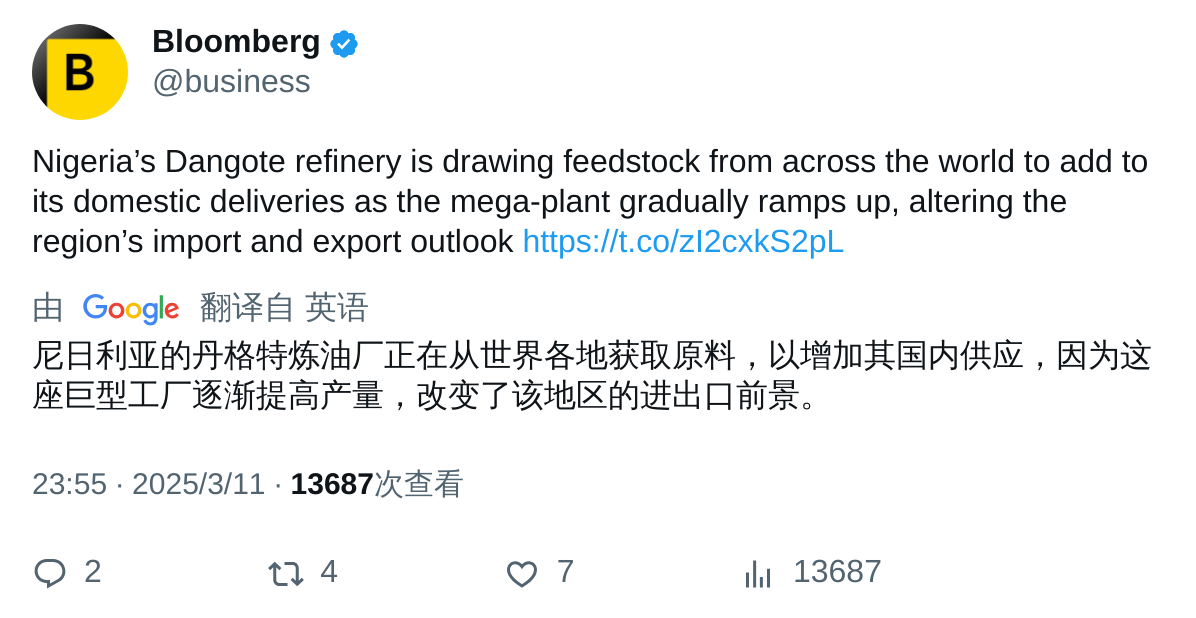 B
Bloomberg
@business
Nigeria’s Dangote refinery is drawing feedstock from across the world to add to
its domestic deliveries as the mega-plant gradually ramps up, altering the
region’s import and export outlook https://t.co/zI2cxkS2pL
由 Google 翻译自 英语
尼日利亚的丹格特炼油厂正在从世界各地获取原料，以增加其国内供应，因为这
座巨型工厂逐渐提高产量，改变了该地区的进出口前景。
23:55 · 2025/3/11 · 13687次查看
2 4 7 13687